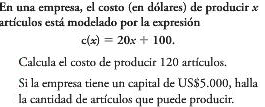 En una empresa, el costo (en dólares) de producir x
artículos está modelado por la expresión
c(x) = 20x + 100.
Calcula el costo de producir 120 artículos.
Si la empresa tiene un capital de US$5.000, halla
la cantidad de artículos que puede producir.